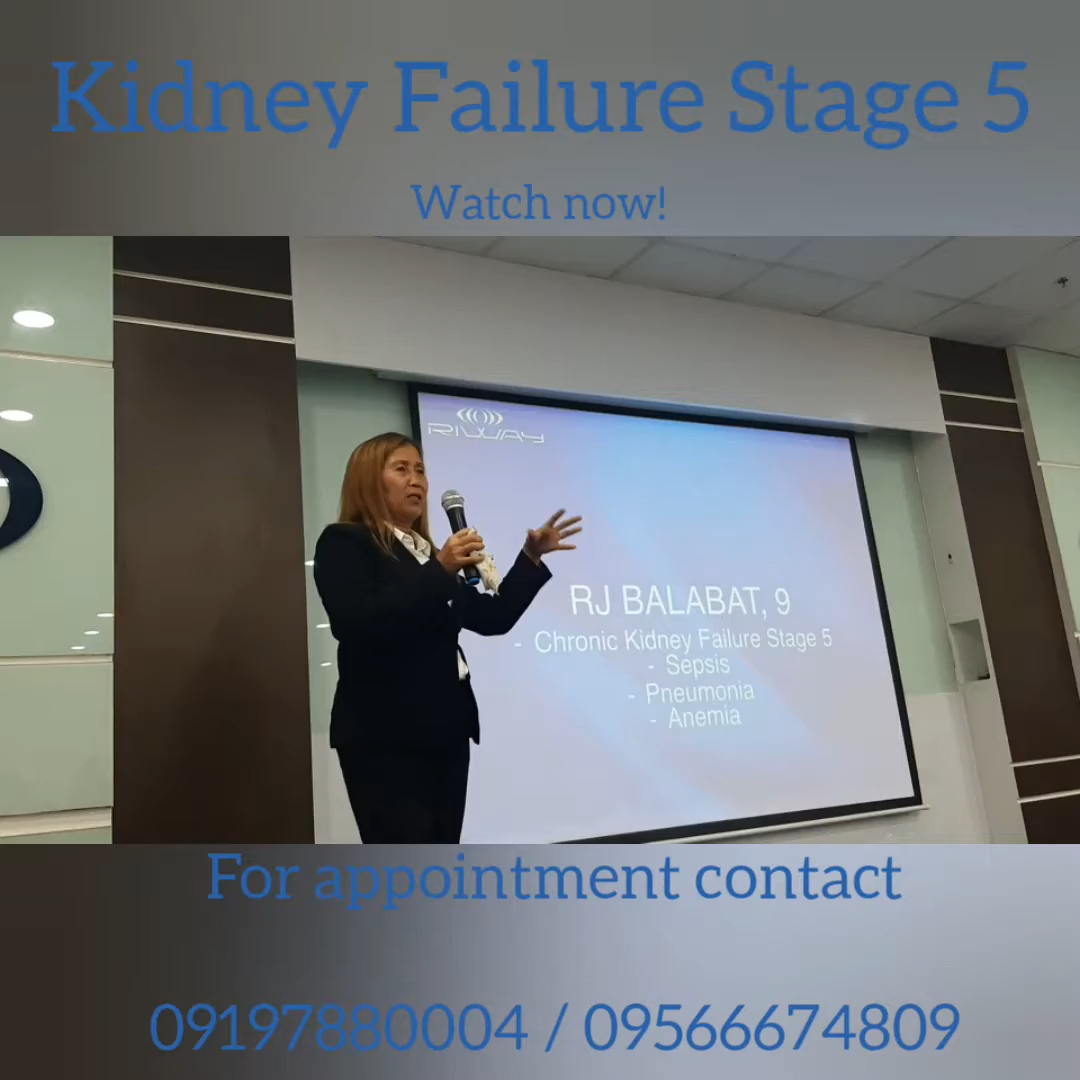 Kidney Failure Stage 5
Watch now!
RIWAY
RJ BALABAT, 9
- Chronic Kidney Failure Stage 5
- Sepsis
- Pneumonia
- Anemia
For appointment contact
09197880004 / 09566674809